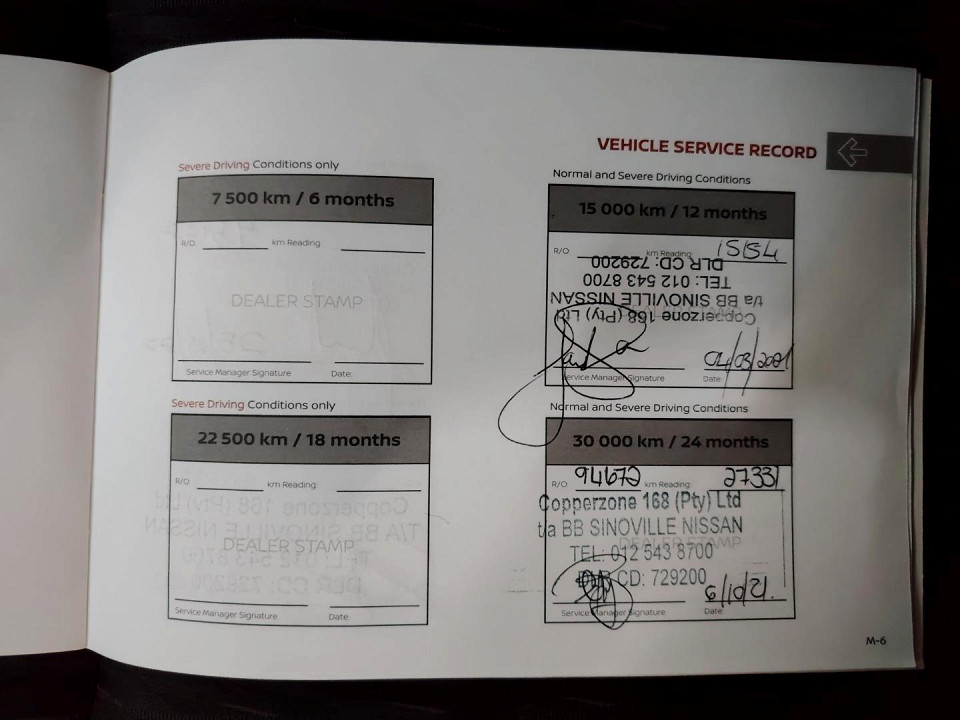 VEHICLE SERVICE RECORD
Severe Driving Conditions only
7 500 km / 6 months
R/O km Reading
DEALER STAMP
Service Manager Signature Date:
Normal and Severe Driving Conditions
15 000 km / 12 months
R/O km Reading 15154
Copperzone 168 (Pty) Ltd
t/a BB SINOVILLE NISSAN
TEL: 012 543 8700
DLR CD: 729200
04/03/2021
Service Manager Signature Date:
Severe Driving Conditions only
22 500 km / 18 months
R/O km Reading
DEALER STAMP
Service Manager Signature Date:
Normal and Severe Driving Conditions
30 000 km / 24 months
R/O 94672 km Reading 27331
Copperzone 168 (Pty) Ltd
t/a BB SINOVILLE NISSAN
DEALER STAMP
TEL: 012 543 8700
DLR CD: 729200
6/10/21.
Service Manager Signature Date:
M-6